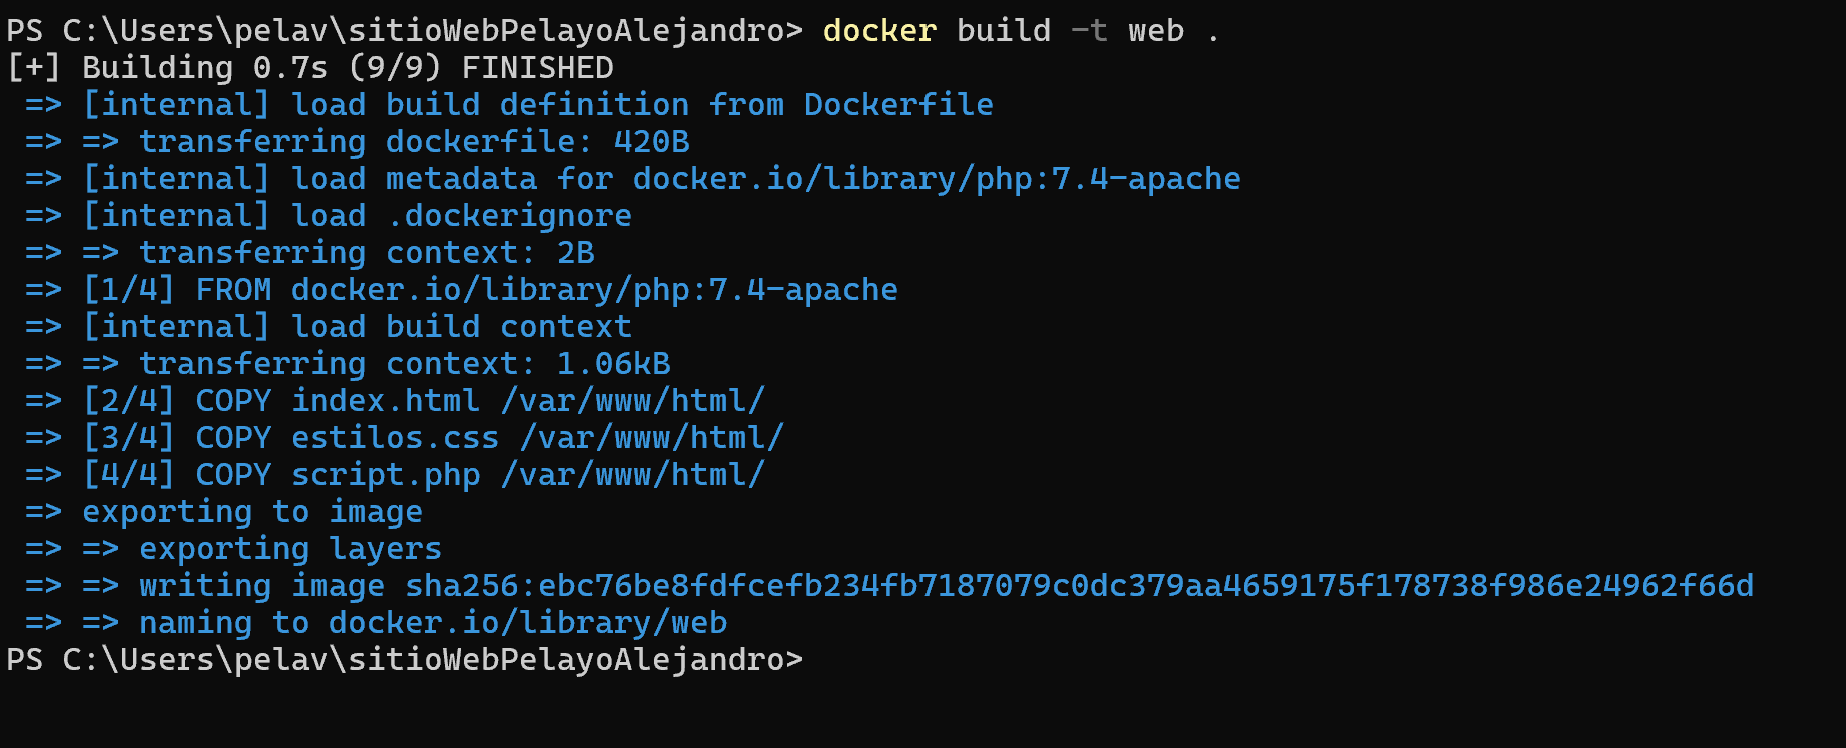 PS C:\Users\pelav\sitioWebPelayoAlejandro> docker build -t web .
[+] Building 0.7s (9/9) FINISHED
 => [internal] load build definition from Dockerfile
 => => transferring dockerfile: 420B
 => [internal] load metadata for docker.io/library/php:7.4-apache
 => [internal] load .dockerignore
 => => transferring context: 2B
 => [1/4] FROM docker.io/library/php:7.4-apache
 => [internal] load build context
 => => transferring context: 1.06kB
 => [2/4] COPY index.html /var/www/html/
 => [3/4] COPY estilos.css /var/www/html/
 => [4/4] COPY script.php /var/www/html/
 => exporting to image
 => => exporting layers
 => => writing image sha256:ebc76be8fdfcefb234fb7187079c0dc379aa4659175f178738f986e24962f66d
 => => naming to docker.io/library/web
PS C:\Users\pelav\sitioWebPelayoAlejandro>